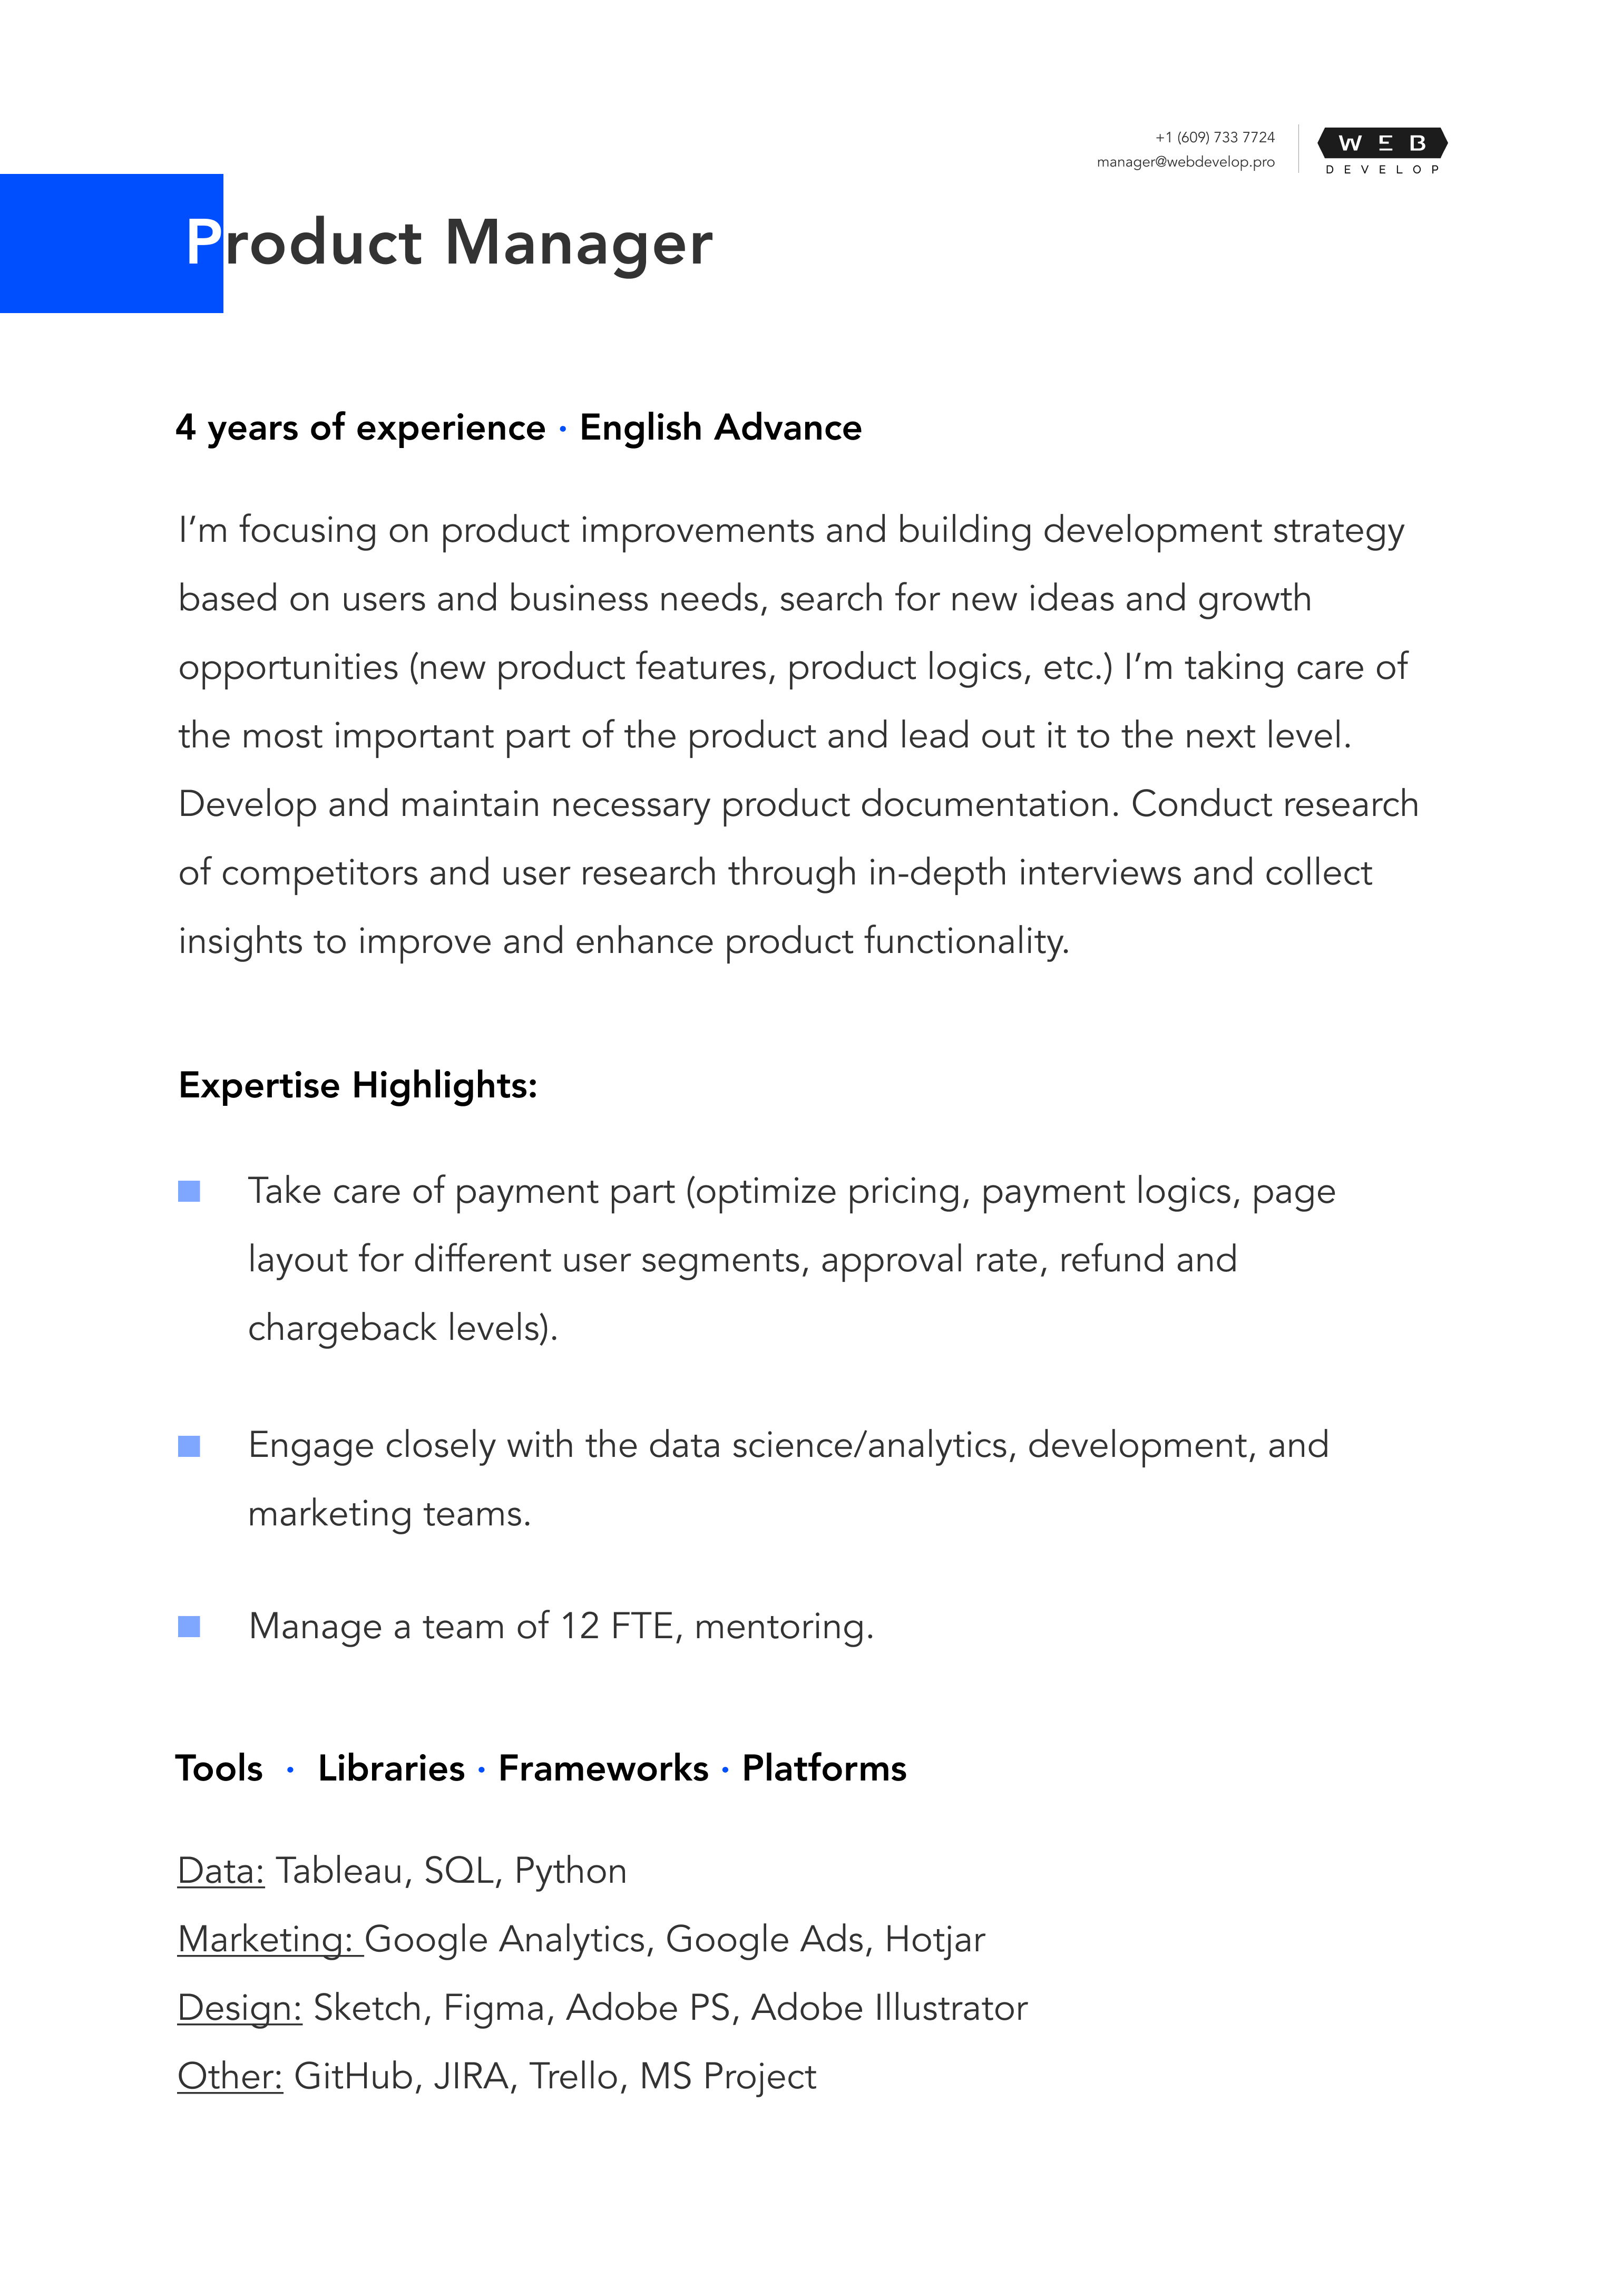 +1 (609) 733 7724
manager@webdevelop.pro
WEB
DEVELOP
Product Manager
4 years of experience · English Advance
I’m focusing on product improvements and building development strategy
based on users and business needs, search for new ideas and growth
opportunities (new product features, product logics, etc.) I’m taking care of
the most important part of the product and lead out it to the next level.
Develop and maintain necessary product documentation. Conduct research
of competitors and user research through in-depth interviews and collect
insights to improve and enhance product functionality.
Expertise Highlights:
Take care of payment part (optimize pricing, payment logics, page
layout for different user segments, approval rate, refund and
chargeback levels).
Engage closely with the data science/analytics, development, and
marketing teams.
Manage a team of 12 FTE, mentoring.
Tools · Libraries · Frameworks · Platforms
Data: Tableau, SQL, Python
Marketing: Google Analytics, Google Ads, Hotjar
Design: Sketch, Figma, Adobe PS, Adobe Illustrator
Other: GitHub, JIRA, Trello, MS Project